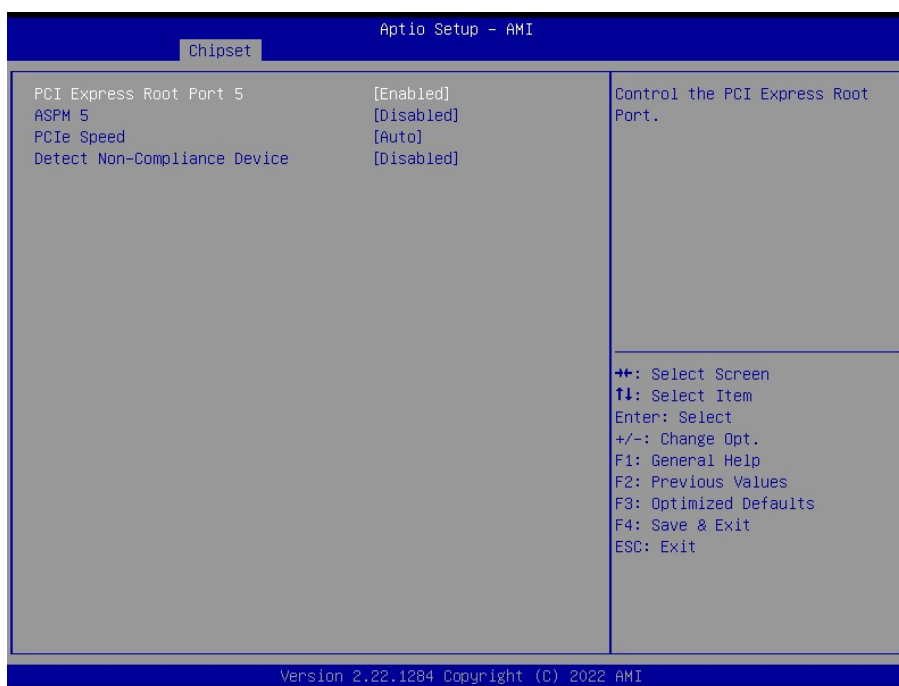 Aptio Setup – AMI
Chipset
PCI Express Root Port 5 [Enabled]
ASPM 5 [Disabled]
PCIe Speed [Auto]
Detect Non-Compliance Device [Disabled]
Control the PCI Express Root
Port.
→←: Select Screen
↑↓: Select Item
Enter: Select
+/-: Change Opt.
F1: General Help
F2: Previous Values
F3: Optimized Defaults
F4: Save & Exit
ESC: Exit
Version 2.22.1284 Copyright (C) 2022 AMI